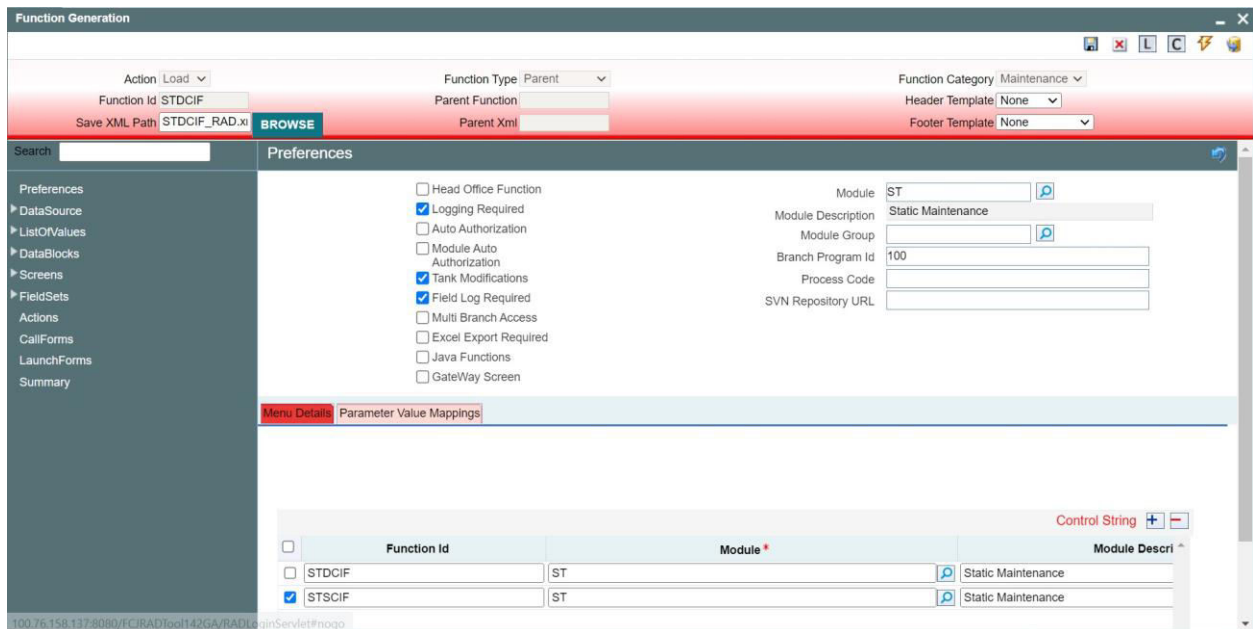 Function Generation
L C
Action Load Function Type Parent Function Category Maintenance
Function Id STDCIF Parent Function Header Template None
Save XML Path STDCIF_RAD.x BROWSE Parent Xml Footer Template None
Search Preferences
Preferences
DataSource
ListOfValues
DataBlocks
Screens
FieldSets
Actions
CallForms
LaunchForms
Summary
Head Office Function
Logging Required
Auto Authorization
Module Auto
Authorization
Tank Modifications
Field Log Required
Multi Branch Access
Excel Export Required
Java Functions
GateWay Screen
Module ST
Module Description Static Maintenance
Module Group
Branch Program Id 100
Process Code
SVN Repository URL
Menu Details Parameter Value Mappings
Control String
Function Id Module * Module Descri
STDCIF ST Static Maintenance
STSCIF ST Static Maintenance
100.76.158.137:8080/FCJRADTool142GA/RADLoginServlet#nogo